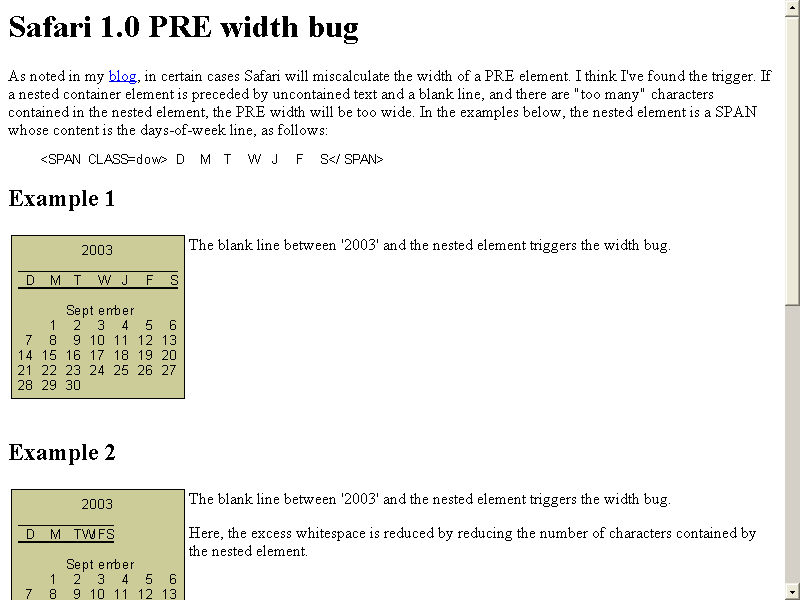 Safari 1.0 PRE width bug
As noted in my blog, in certain cases Safari will miscalculate the width of a PRE element. I think I've found the trigger. If
a nested container element is preceded by uncontained text and a blank line, and there are "too many" characters
contained in the nested element, the PRE width will be too wide. In the examples below, the nested element is a SPAN
whose content is the days-of-week line, as follows:
<SPAN CLASS=dow> D M T W J F S</SPAN>
Example 1
2003
The blank line between '2003' and the nested element triggers the width bug.
D M T W J F S
September
1 2 3 4 5 6
7 8 9 10 11 12 13
14 15 16 17 18 19 20
21 22 23 24 25 26 27
28 29 30
Example 2
2003
The blank line between '2003' and the nested element triggers the width bug.
D M TWJFS
Here, the excess whitespace is reduced by reducing the number of characters contained by
the nested element.
September
1 2 3 4 5 6
7 8 9 10 11 12 13